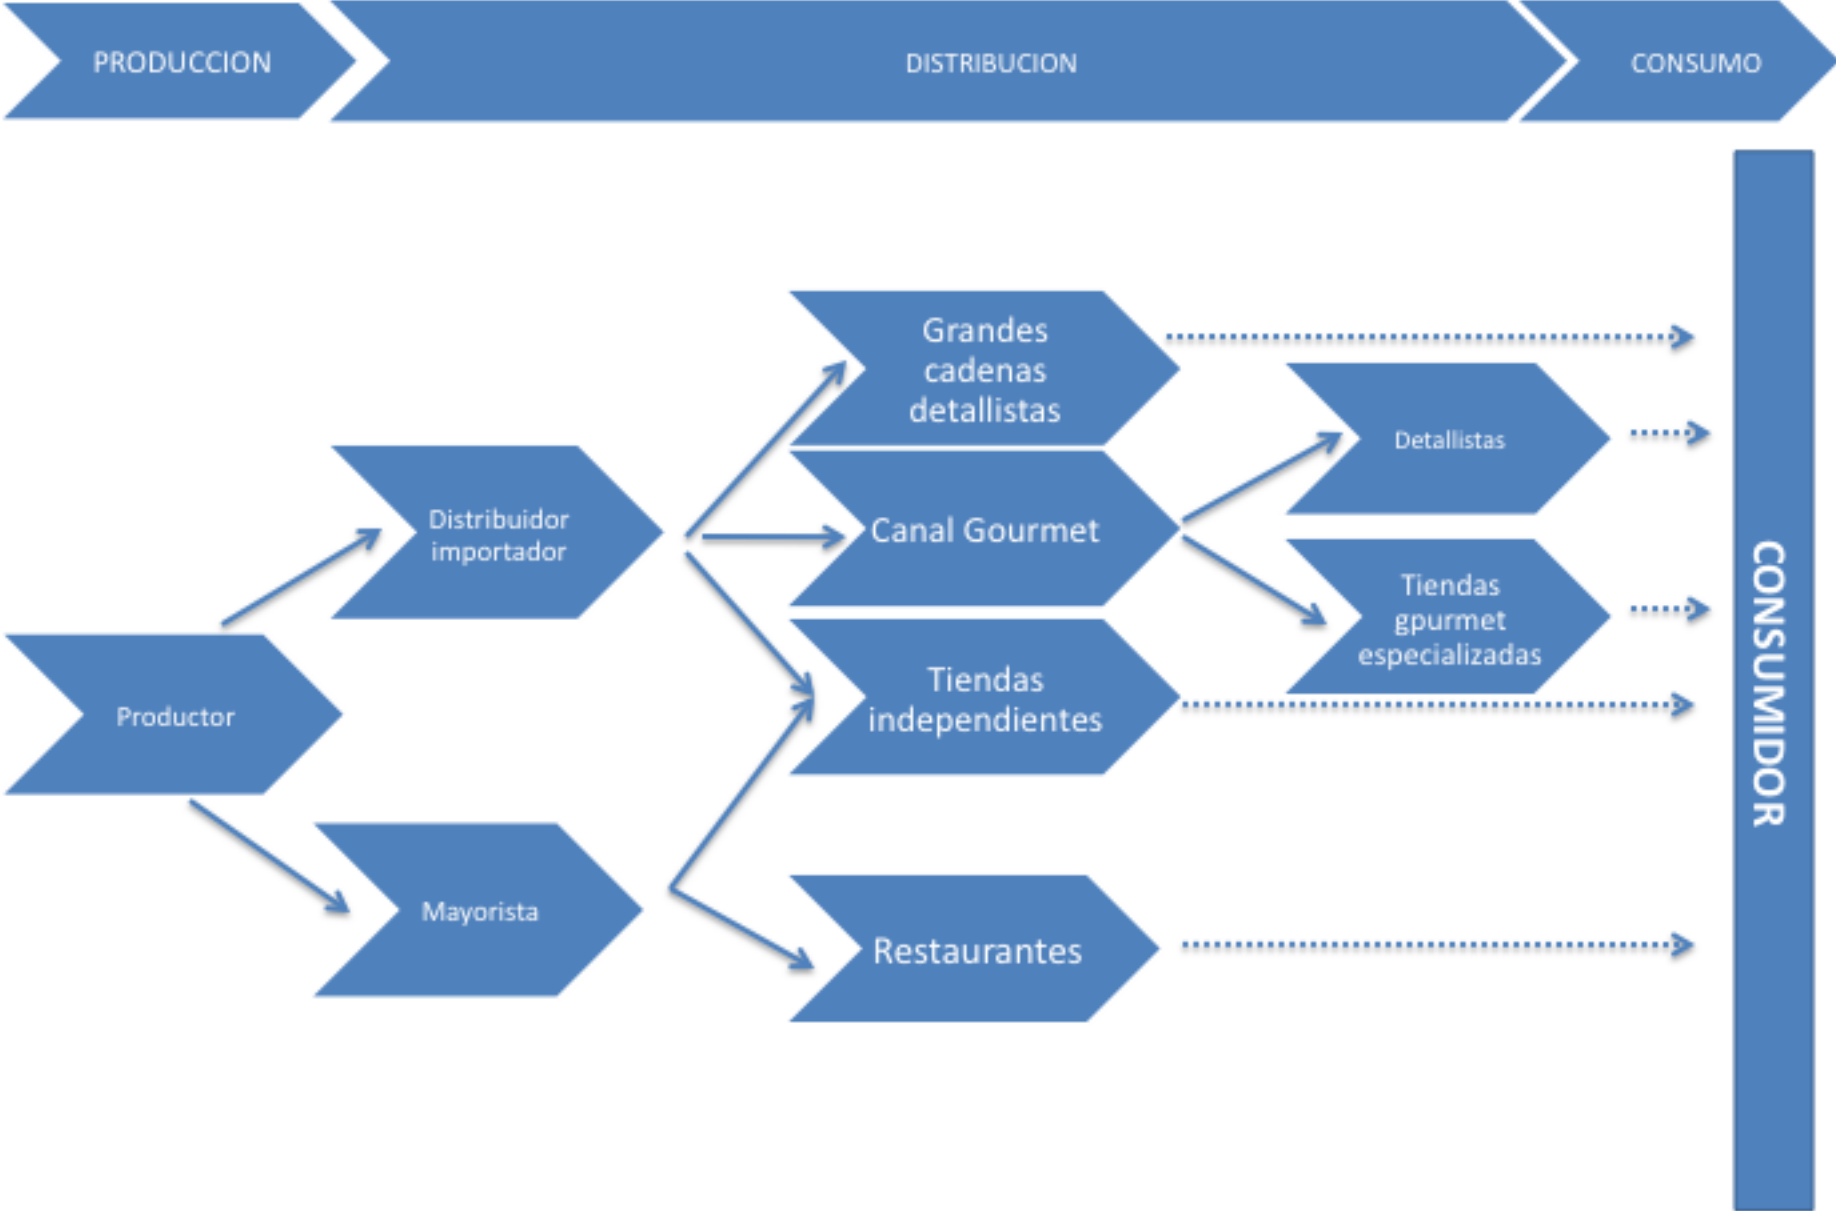 PRODUCCION
DISTRIBUCION
CONSUMO
Grandes
cadenas
detallistas
Detallistas
Distribuidor
importador
Canal Gourmet
Tiendas
gpurmet
especializadas
Productor
Tiendas
independientes
Mayorista
Restaurantes
CONSUMIDOR